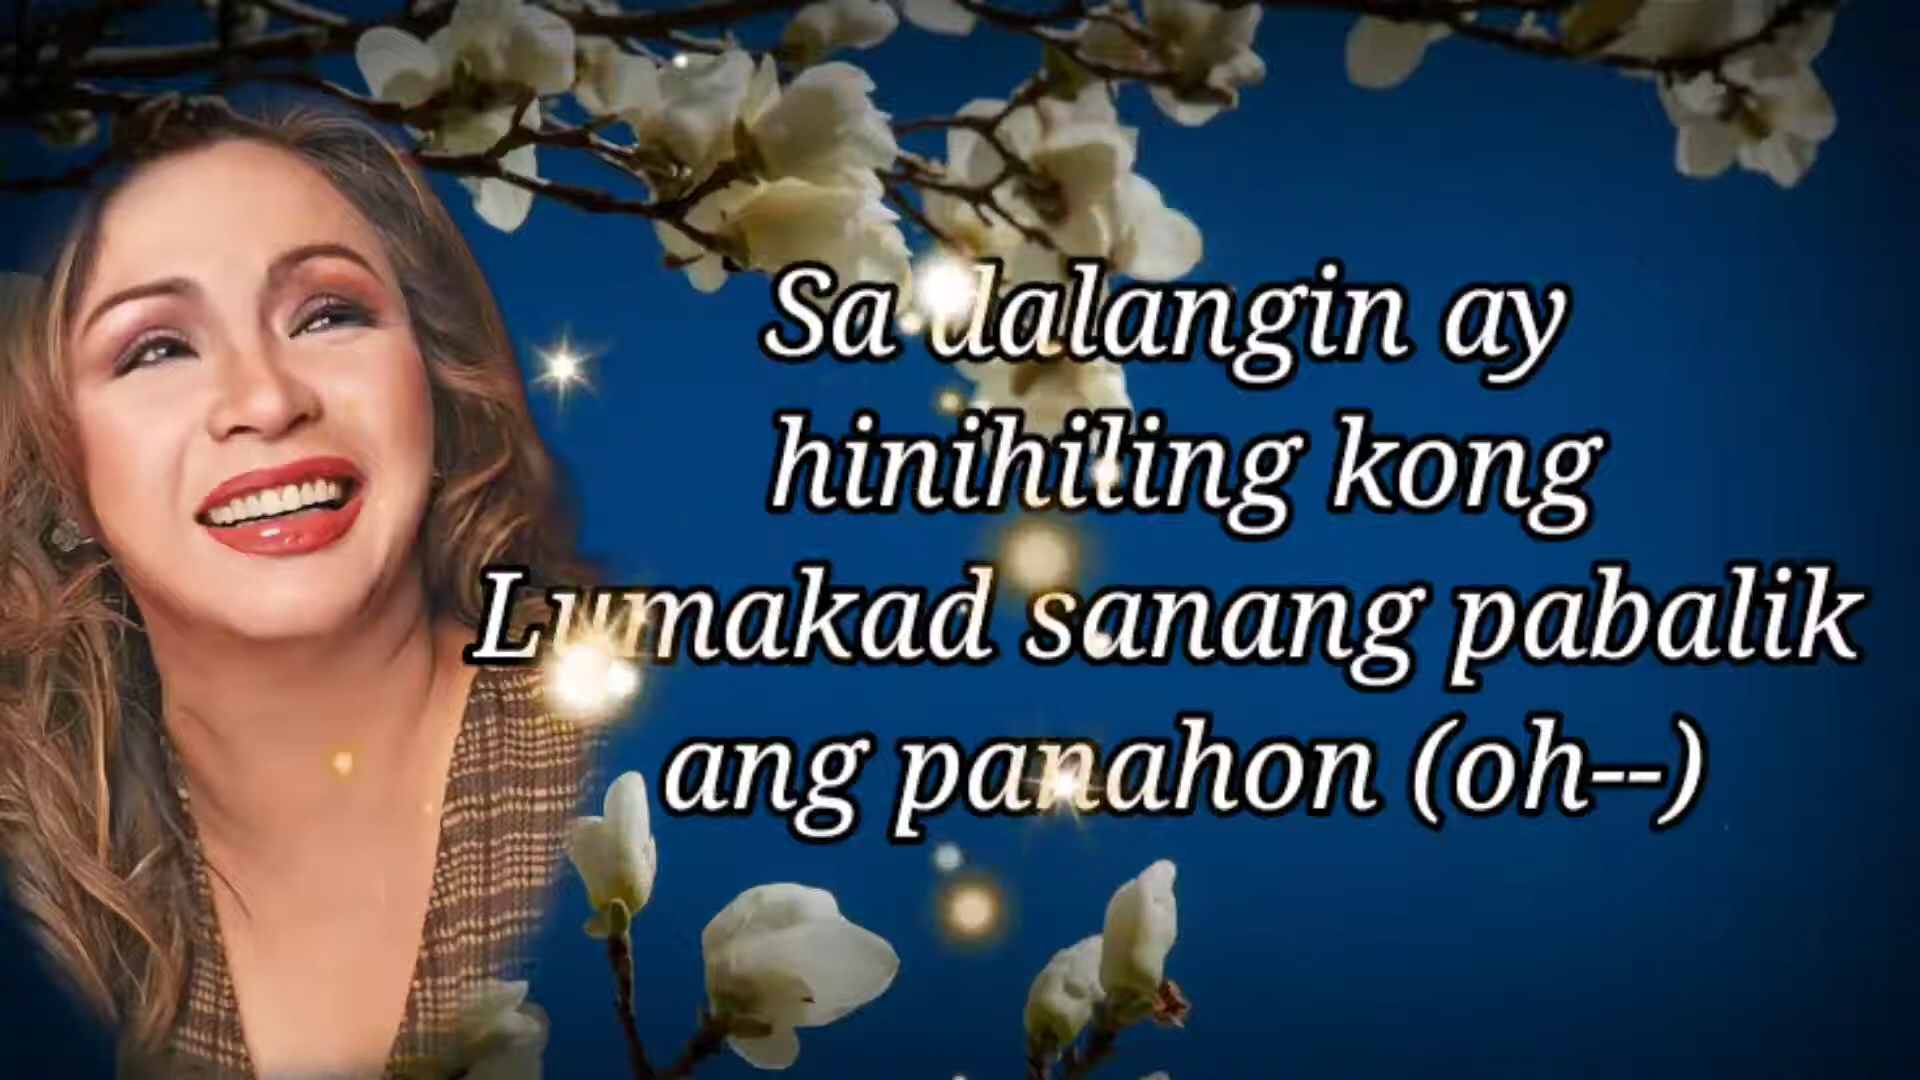 Sa dalangin ay
hinihiling kong
Lumakad sanang pabalik
ang panahon (oh--)